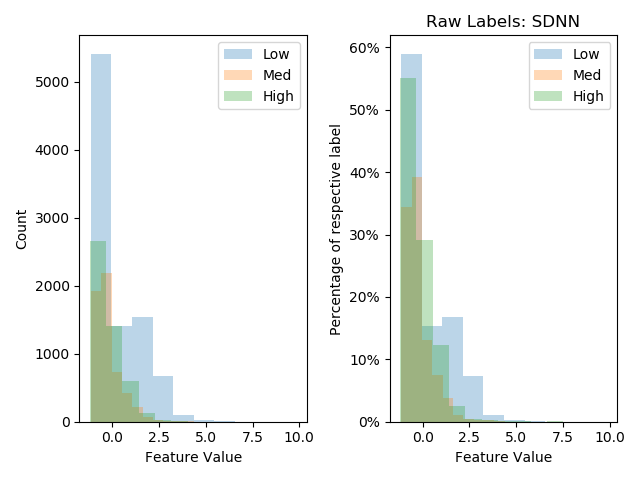 Raw Labels: SDNN
Low
Med
High
5000
4000
3000
2000
1000
0
Count
0.0 2.5 5.0 7.5 10.0
Feature Value
Low
Med
High
60%
50%
40%
30%
20%
10%
0%
Percentage of respective label
0.0 2.5 5.0 7.5 10.0
Feature Value